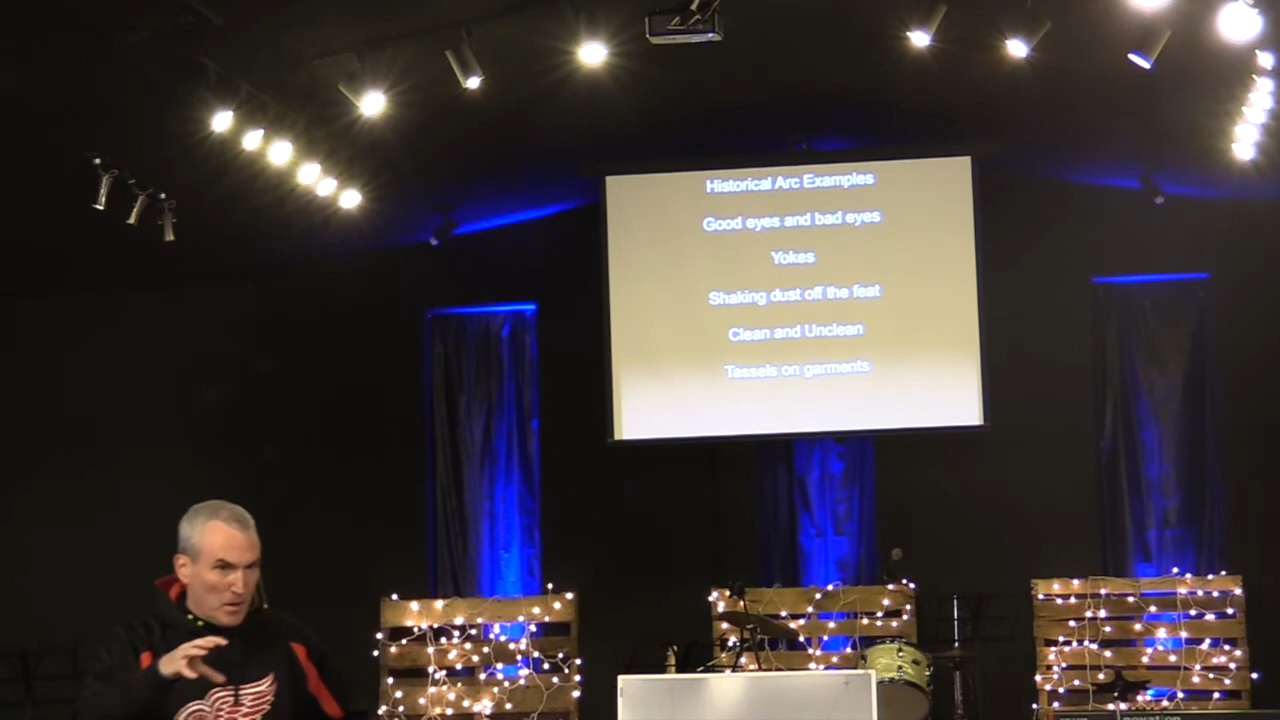 Historical Arc Examples
Good eyes and bad eyes
Yokes
Shaking dust off the feat
Clean and Unclean
Tassels on garments